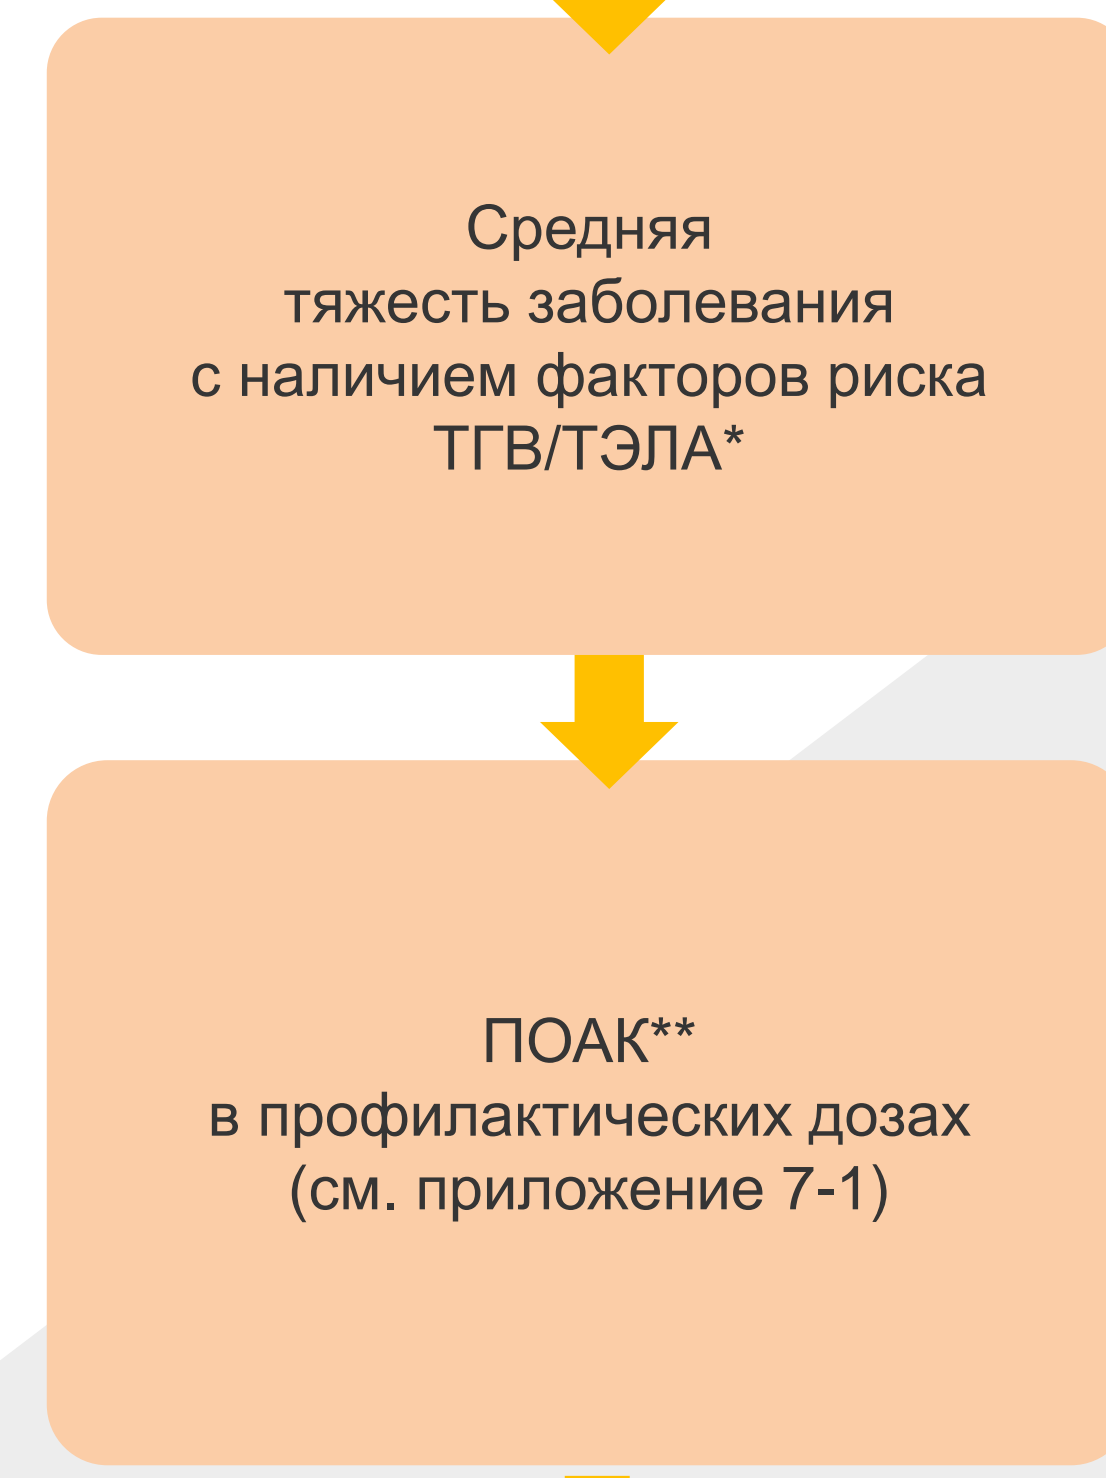 Средняя
тяжесть заболевания
с наличием факторов риска
ТГВ/ТЭЛА*
ПОАК**
в профилактических дозах
(см. приложение 7-1)